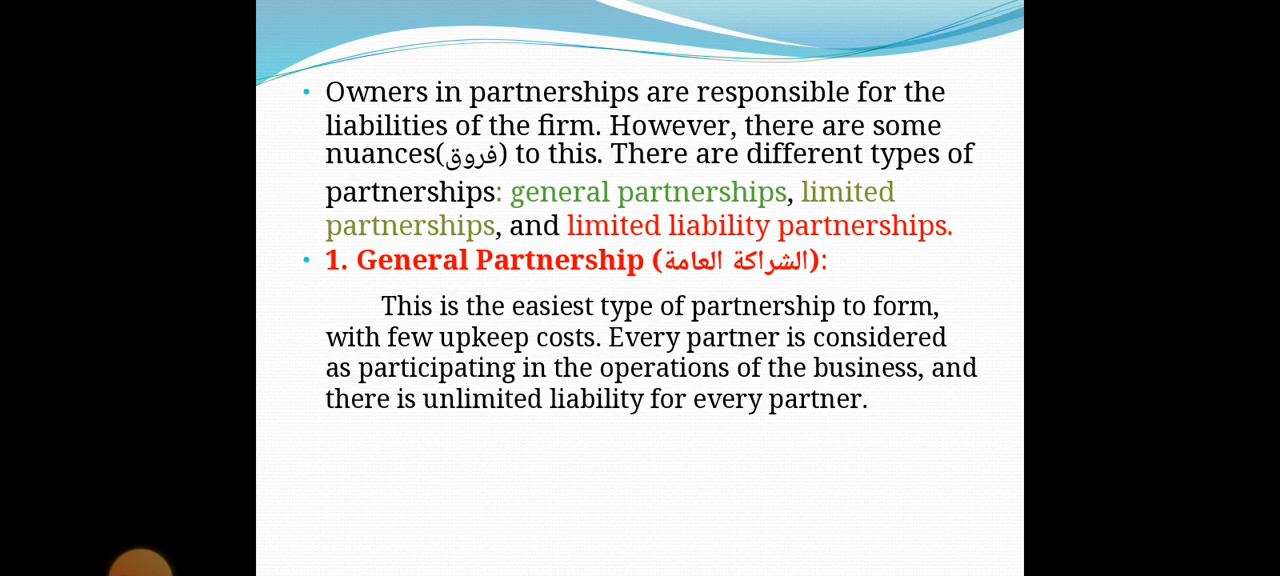 Owners in partnerships are responsible for the
liabilities of the firm. However, there are some
nuances(فروق) to this. There are different types of
partnerships: general partnerships, limited
partnerships, and limited liability partnerships.
1. General Partnership (الشراكة العامة):
This is the easiest type of partnership to form,
with few upkeep costs. Every partner is considered
as participating in the operations of the business, and
there is unlimited liability for every partner.